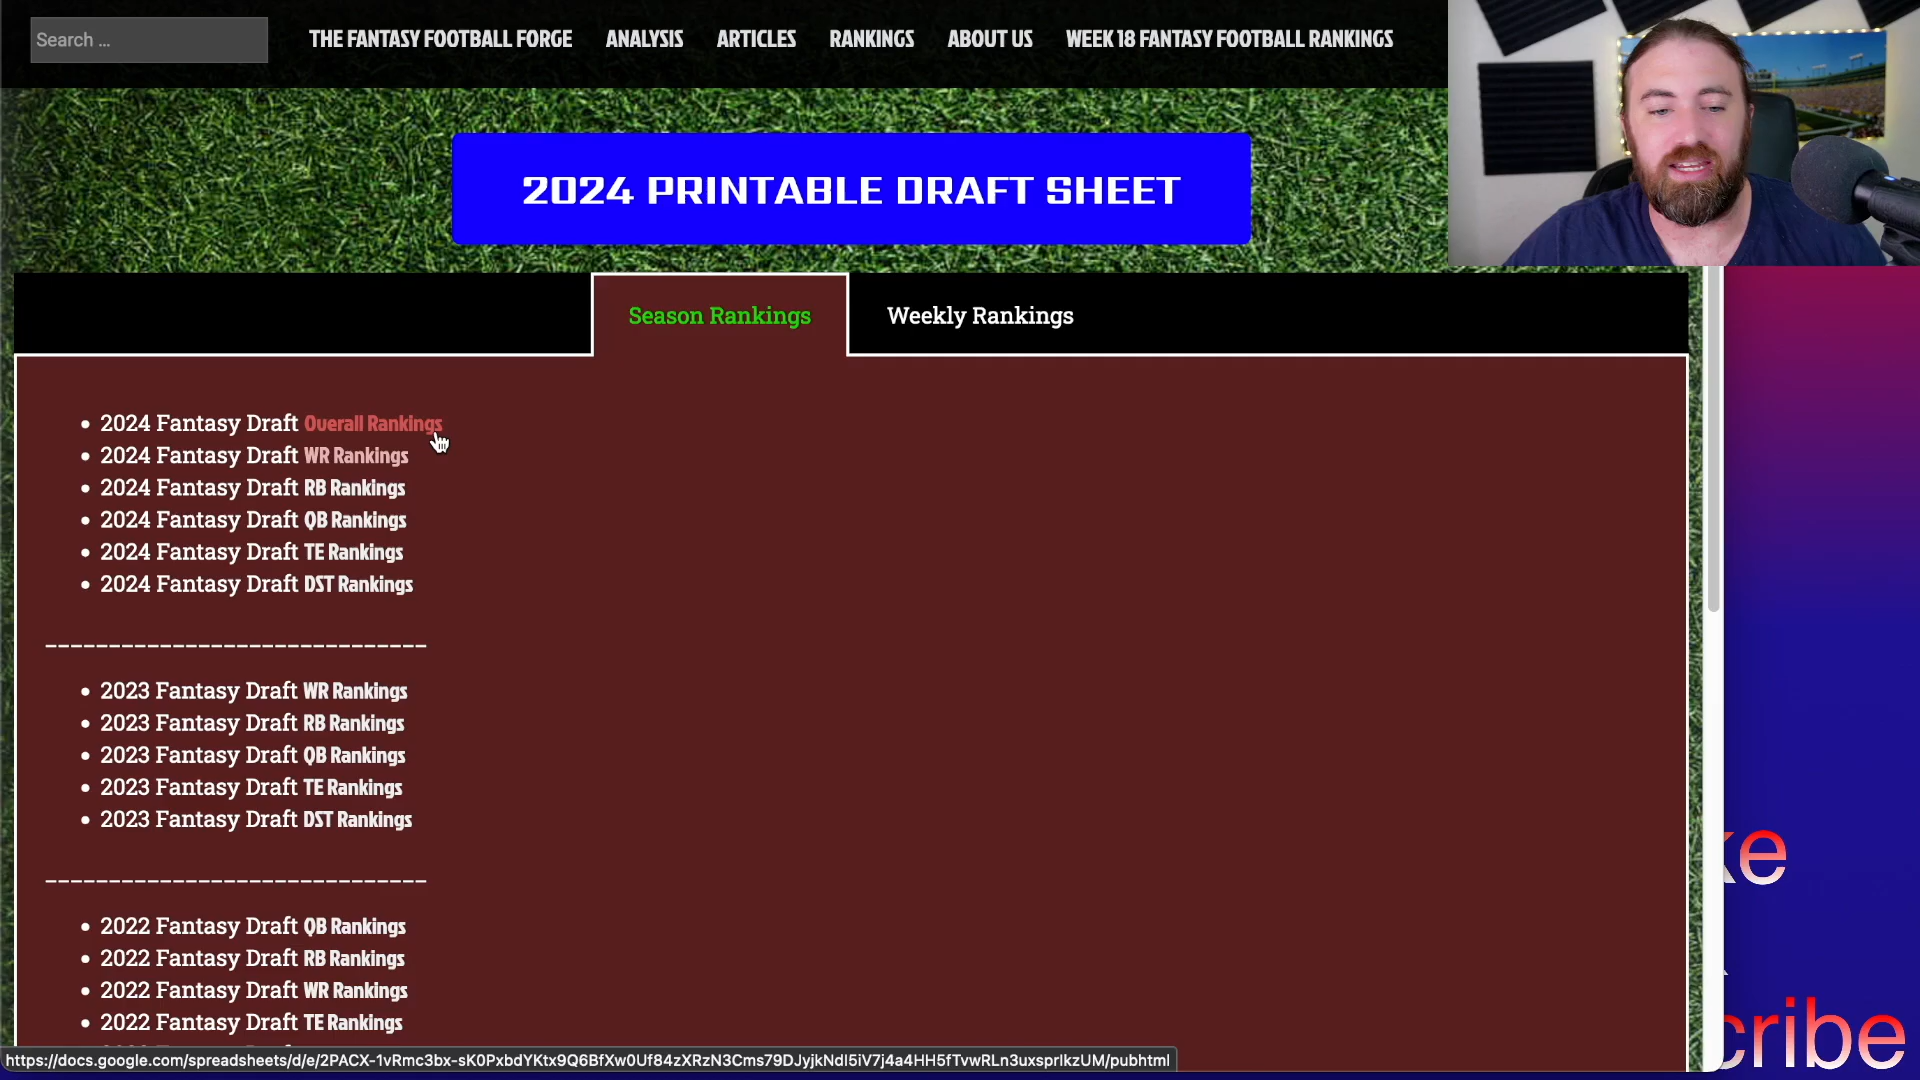 Search ...
THE FANTASY FOOTBALL FORGE
ANALYSIS
ARTICLES
RANKINGS
ABOUT US
WEEK 18 FANTASY FOOTBALL RANKINGS
2024 PRINTABLE DRAFT SHEET
Season Rankings
Weekly Rankings
2024 Fantasy Draft Overall Rankings
2024 Fantasy Draft WR Rankings
2024 Fantasy Draft RB Rankings
2024 Fantasy Draft QB Rankings
2024 Fantasy Draft TE Rankings
2024 Fantasy Draft DST Rankings
------------------------------
2023 Fantasy Draft WR Rankings
2023 Fantasy Draft RB Rankings
2023 Fantasy Draft QB Rankings
2023 Fantasy Draft TE Rankings
2023 Fantasy Draft DST Rankings
------------------------------
2022 Fantasy Draft QB Rankings
2022 Fantasy Draft RB Rankings
2022 Fantasy Draft WR Rankings
2022 Fantasy Draft TE Rankings
ke
cribe
https://docs.google.com/spreadsheets/d/e/2PACX-1vRmc3bx-sK0PxbdYKtx9Q6BfXw0Uf84zXRzN3Cms79DJyjkNdI5iV7j4a4HH5fTvwRLn3uxsprIkzUM/pubhtml